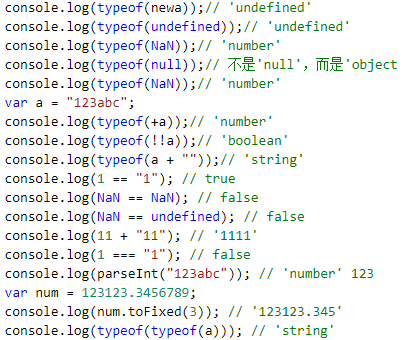 console.log(typeof(newa));// 'undefined'
console.log(typeof(undefined));// 'undefined'
console.log(typeof(NaN));// 'number'
console.log(typeof(null));// 不是'null'，而是'object
console.log(typeof(NaN));// 'number'
var a = "123abc";
console.log(typeof(+a));// 'number'
console.log(typeof(!!a));// 'boolean'
console.log(typeof(a + ""));// 'string'
console.log(1 == "1"); // true
console.log(NaN == NaN); // false
console.log(NaN == undefined); // false
console.log(11 + "11"); // '1111'
console.log(1 === "1"); // false
console.log(parseInt("123abc")); // 'number' 123
var num = 123123.3456789;
console.log(num.toFixed(3)); // '123123.345'
console.log(typeof(typeof(a))); // 'string'